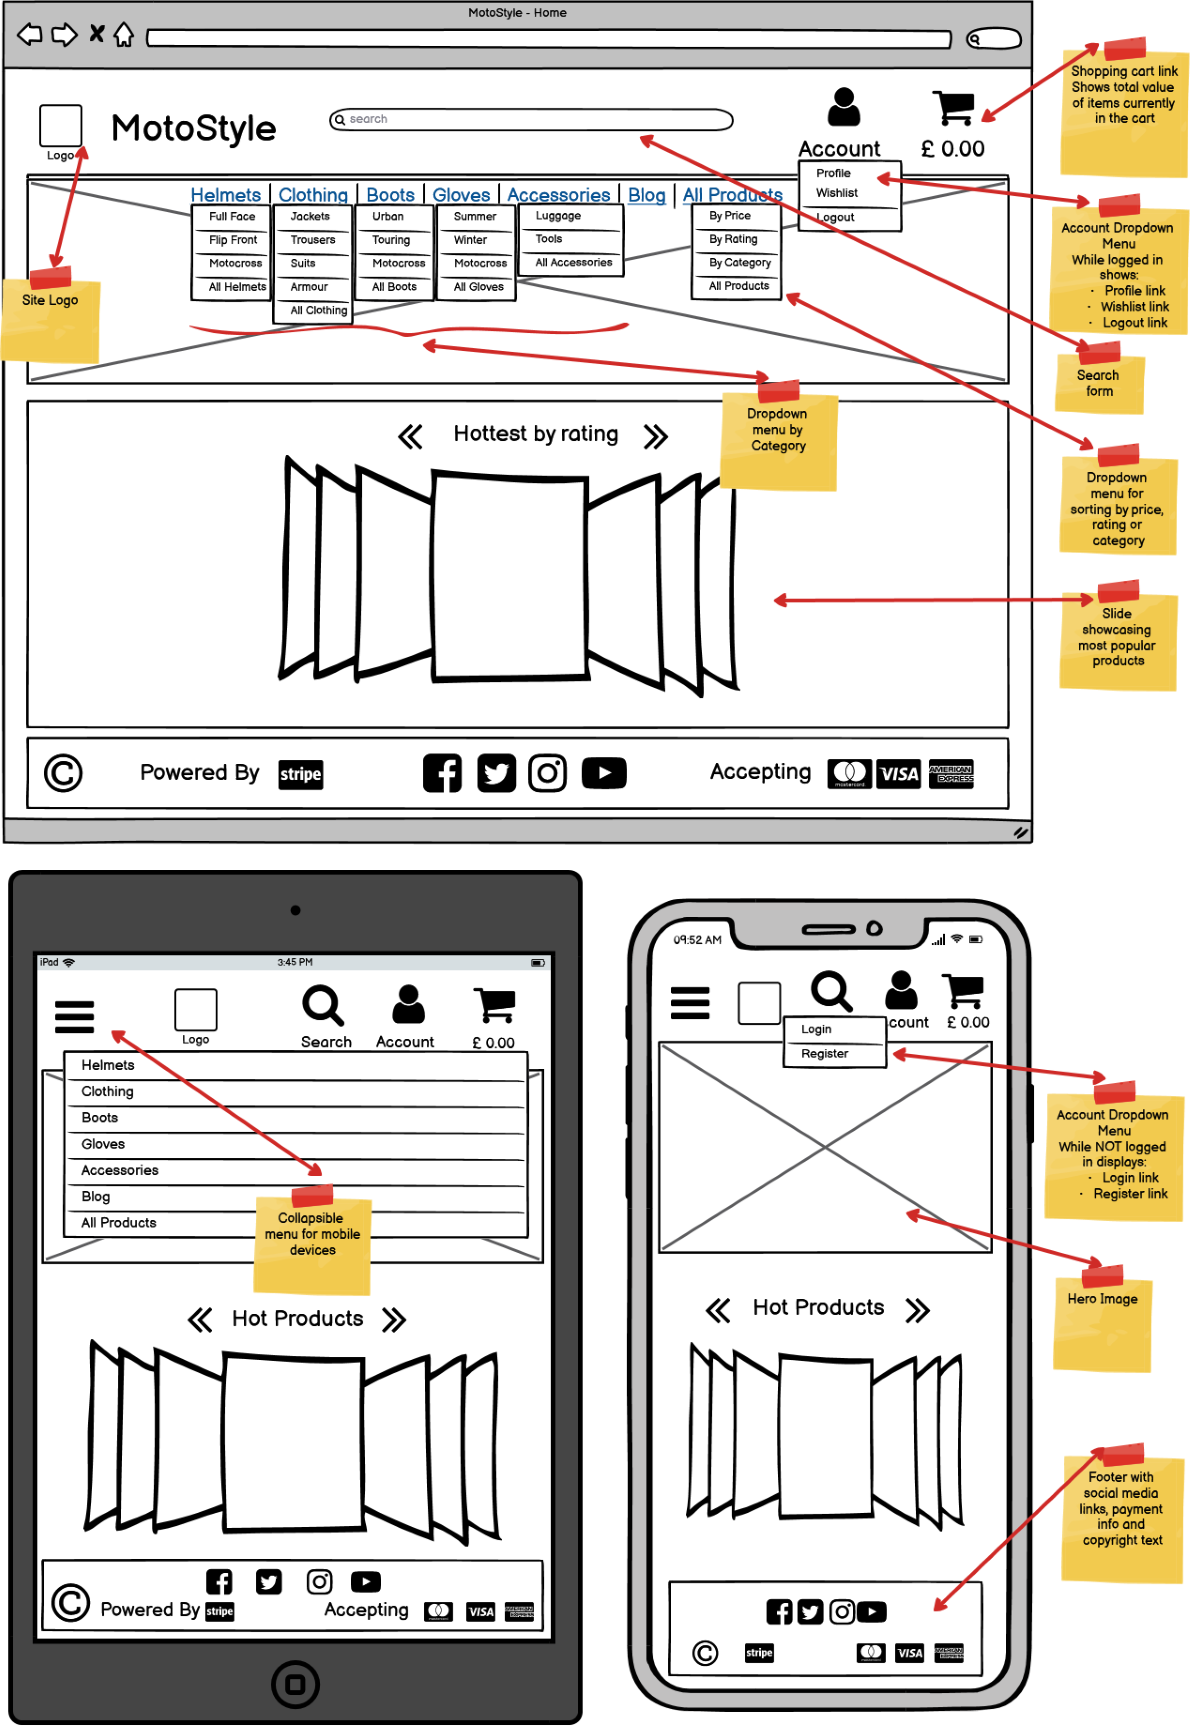 MotoStyle - Home
Logo
MotoStyle
search
Account
£ 0.00
Profile
Wishlist
Logout
Helmets
Clothing
Boots
Gloves
Accessories
Blog
All Products
Full Face
Flip Front
Motocross
All Helmets
Jackets
Trousers
Suits
Armour
All Clothing
Urban
Touring
Motocross
All Boots
Summer
Winter
Motocross
All Gloves
Luggage
Tools
All Accessories
By Price
By Rating
By Category
All Products
Hottest by rating
©
Powered By
stripe
Accepting
mastercard
VISA
AMERICAN
EXPRESS
Shopping cart link
Shows total value
of items currently
in the cart
Account Dropdown
Menu
While logged in
shows:
· Profile link
· Wishlist link
· Logout link
Site Logo
Search
form
Dropdown
menu by
Category
Dropdown
menu for
sorting by price,
rating or
category
Slide
showcasing
most popular
products
iPad
3:45 PM
Logo
Search
Account
£ 0.00
Helmets
Clothing
Boots
Gloves
Accessories
Blog
All Products
Collapsible
menu for mobile
devices
Hot Products
©
Powered By
stripe
Accepting
VISA
AMERICAN
EXPRESS
09:52 AM
count
£ 0.00
Login
Register
Hot Products
©
stripe
VISA
AMERICAN
EXPRESS
Account Dropdown
Menu
While NOT logged
in displays:
· Login link
· Register link
Hero Image
Footer with
social media
links, payment
info and
copyright text